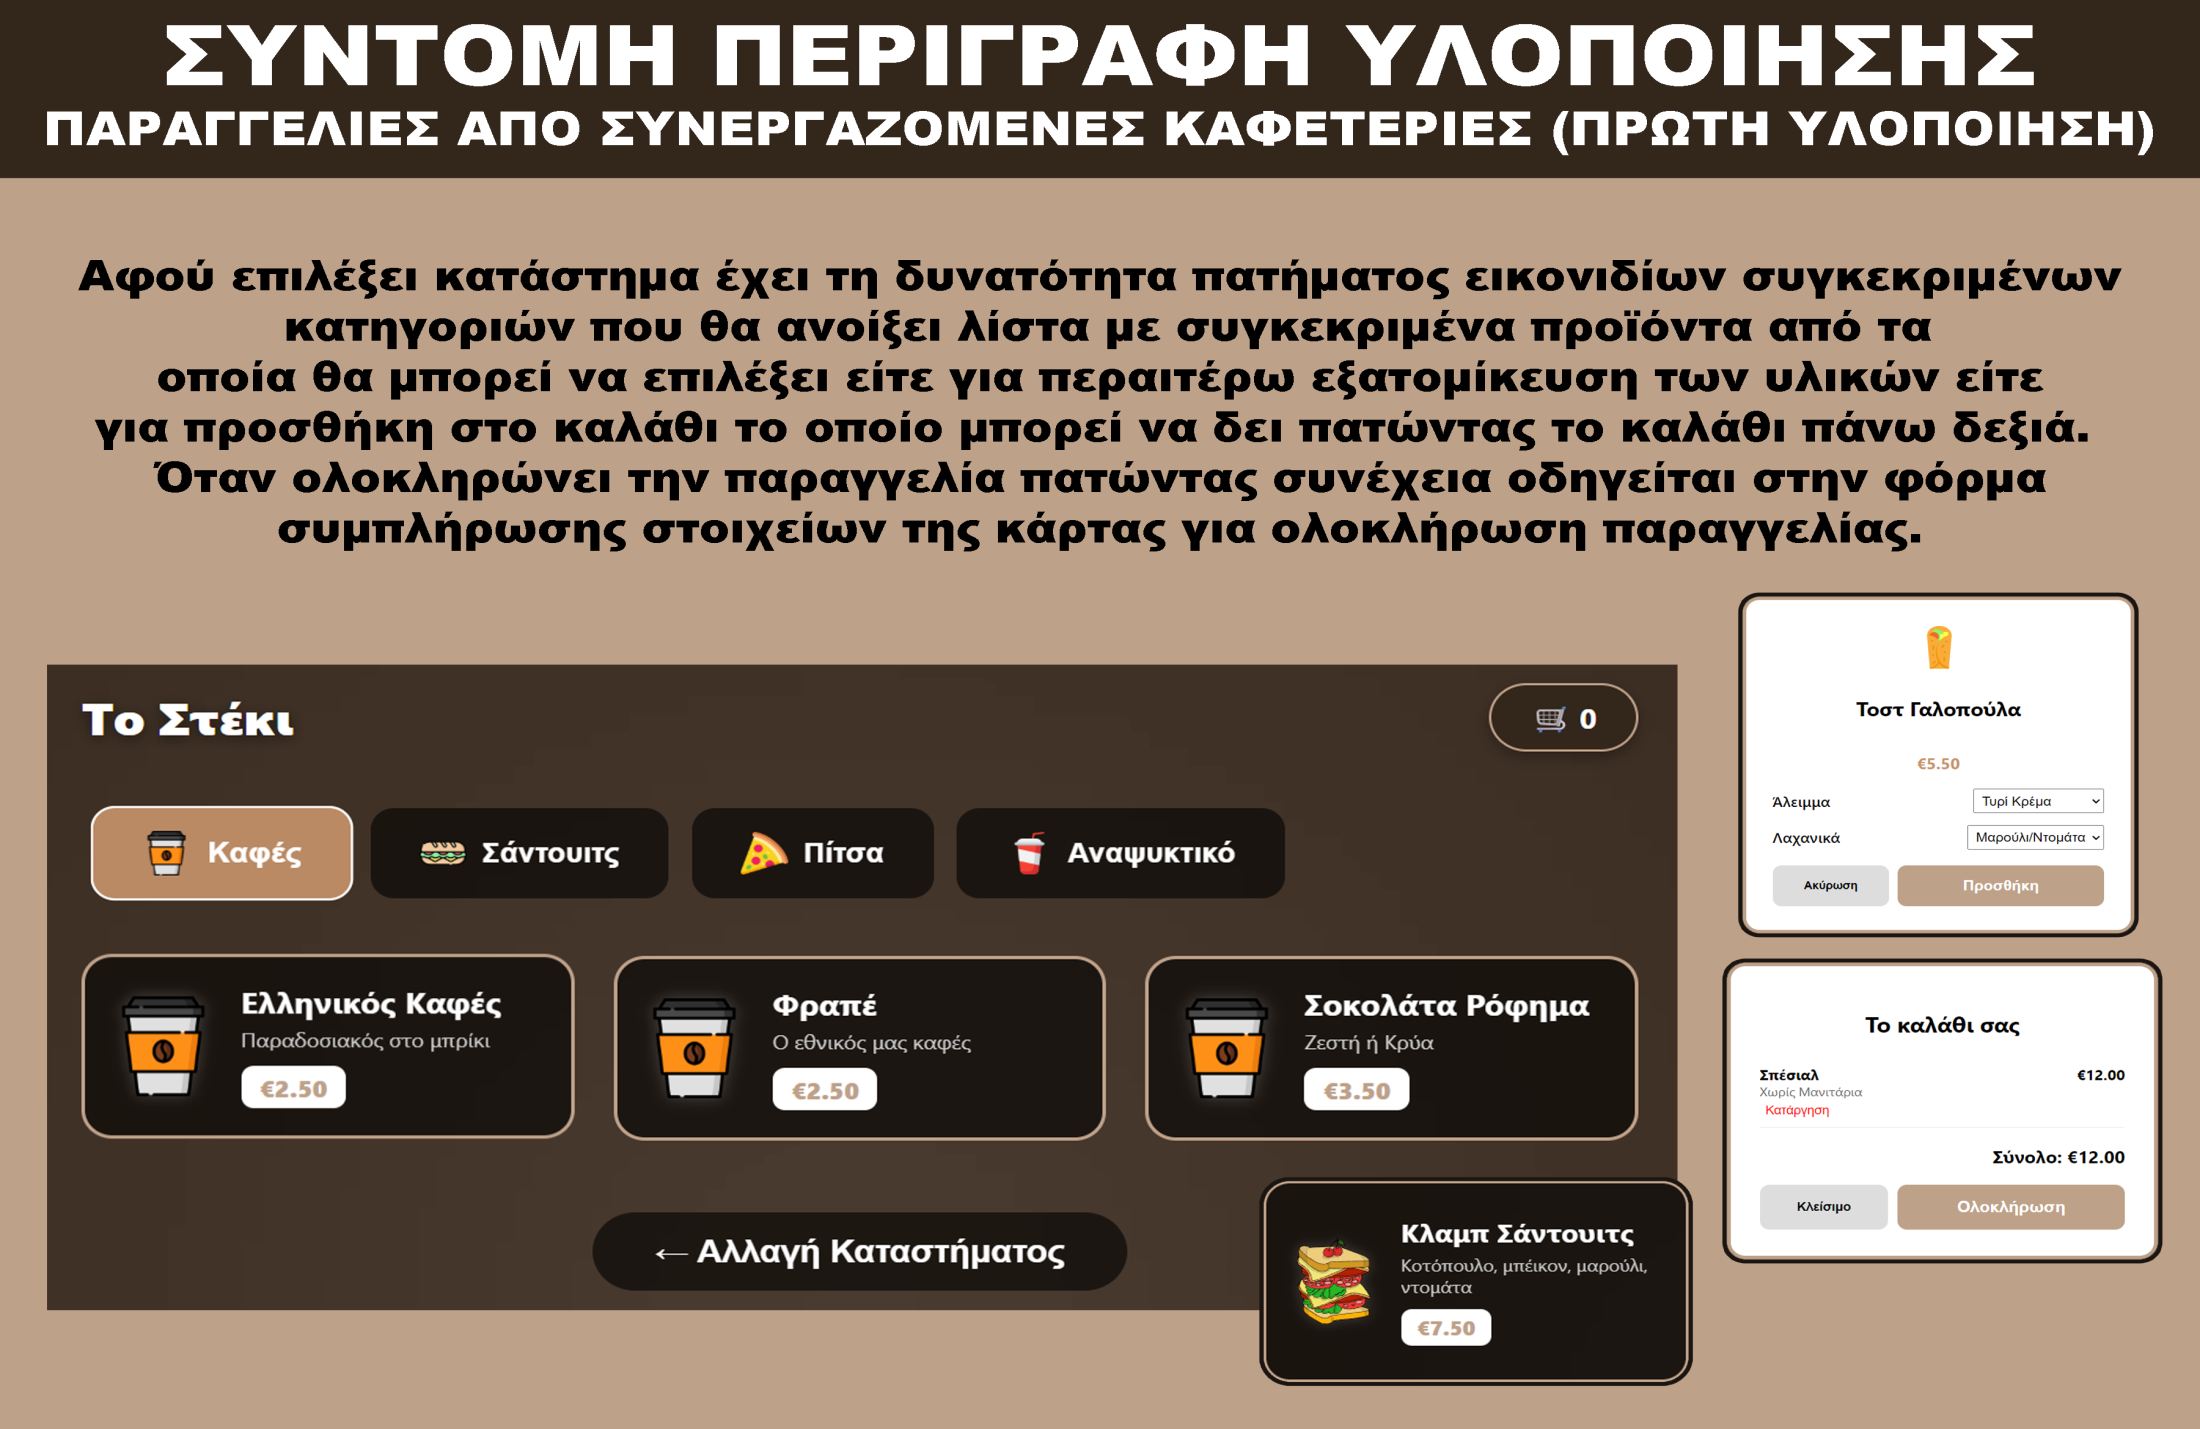 ΣΥΝΤΟΜΗ ΠΕΡΙΓΡΑΦΗ ΥΛΟΠΟΙΗΣΗΣ
ΠΑΡΑΓΓΕΛΙΕΣ ΑΠΟ ΣΥΝΕΡΓΑΖΟΜΕΝΕΣ ΚΑΦΕΤΕΡΙΕΣ (ΠΡΩΤΗ ΥΛΟΠΟΙΗΣΗ)
Αφού επιλέξει κατάστημα έχει τη δυνατότητα πατήματος εικονιδίων συγκεκριμένων
κατηγοριών που θα ανοίξει λίστα με συγκεκριμένα προϊόντα από τα
οποία θα μπορεί να επιλέξει είτε για περαιτέρω εξατομίκευση των υλικών είτε
για προσθήκη στο καλάθι το οποίο μπορεί να δει πατώντας το καλάθι πάνω δεξιά.
Όταν ολοκληρώνει την παραγγελία πατώντας συνέχεια οδηγείται στην φόρμα
συμπλήρωσης στοιχείων της κάρτας για ολοκλήρωση παραγγελίας.
Το Στέκι
0
Καφές
Σάντουιτς
Πίτσα
Αναψυκτικό
Ελληνικός Καφές
Παραδοσιακός στο μπρίκι
€2.50
Φραπέ
Ο εθνικός μας καφές
€2.50
Σοκολάτα Ρόφημα
Ζεστή ή Κρύα
€3.50
← Αλλαγή Καταστήματος
Κλαμπ Σάντουιτς
Κοτόπουλο, μπέικον, μαρούλι,
ντομάτα
€7.50
Τοστ Γαλοπούλα
€5.50
Άλειμμα
Τυρί Κρέμα
Λαχανικά
Μαρούλι/Ντομάτα
Ακύρωση
Προσθήκη
Το καλάθι σας
Σπέσιαλ
€12.00
Χωρίς Μανιτάρια
Κατάργηση
Σύνολο: €12.00
Κλείσιμο
Ολοκλήρωση